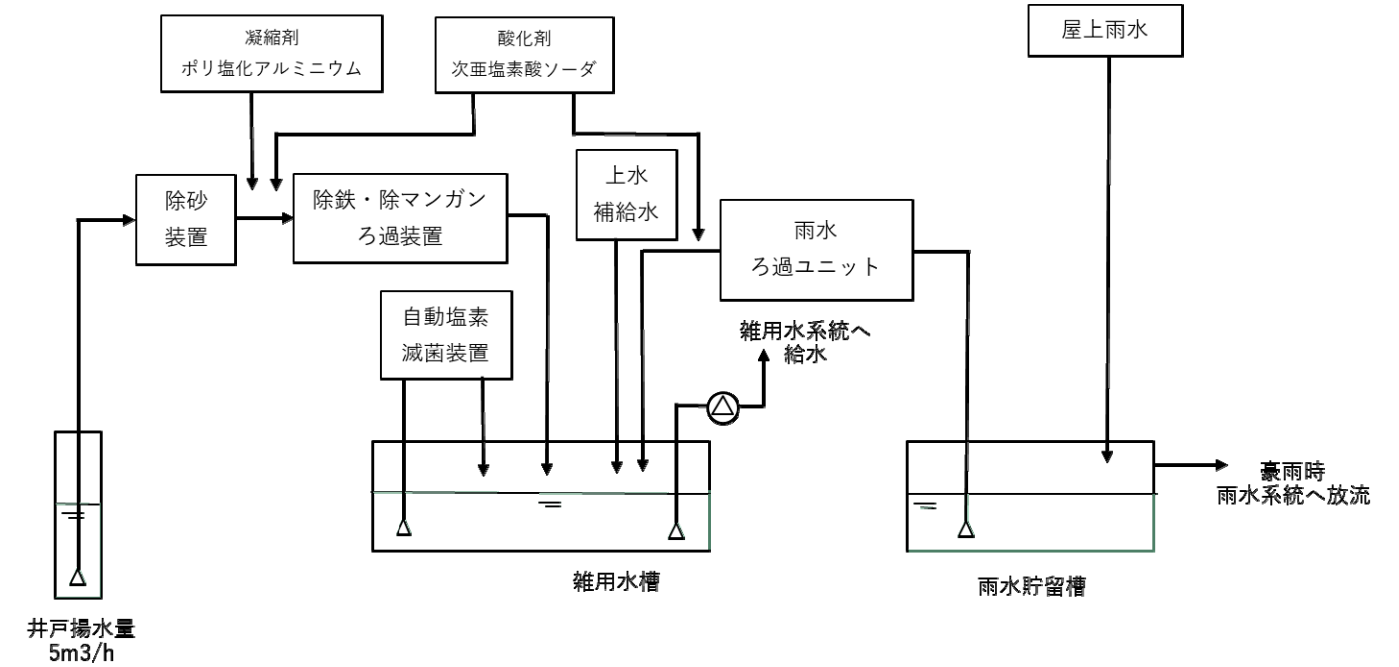 凝縮剤
ポリ塩化アルミニウム
酸化剤
次亜塩素酸ソーダ
屋上雨水
除砂
装置
除鉄・除マンガン
ろ過装置
上水
補給水
雨水
ろ過ユニット
自動塩素
滅菌装置
雑用水系統へ
給水
豪雨時
雨水系統へ放流
雑用水槽
雨水貯留槽
井戸揚水量
5m3/h